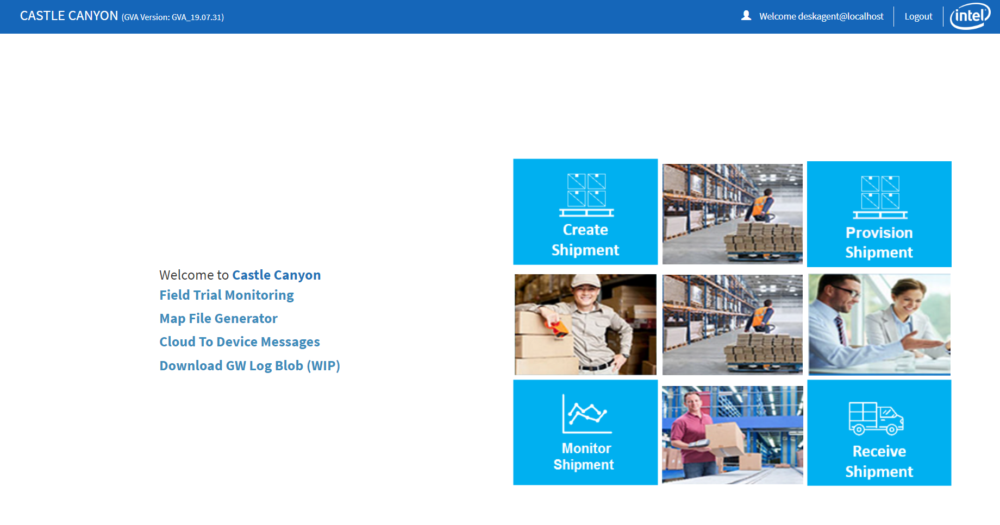 CASTLE CANYON (GVA Version: GVA_19.07.31)
Welcome deskagent@localhost
Logout
intel
Create
Shipment
Provision
Shipment
Welcome to Castle Canyon
Field Trial Monitoring
Map File Generator
Cloud To Device Messages
Download GW Log Blob (WIP)
Monitor
Shipment
Receive
Shipment